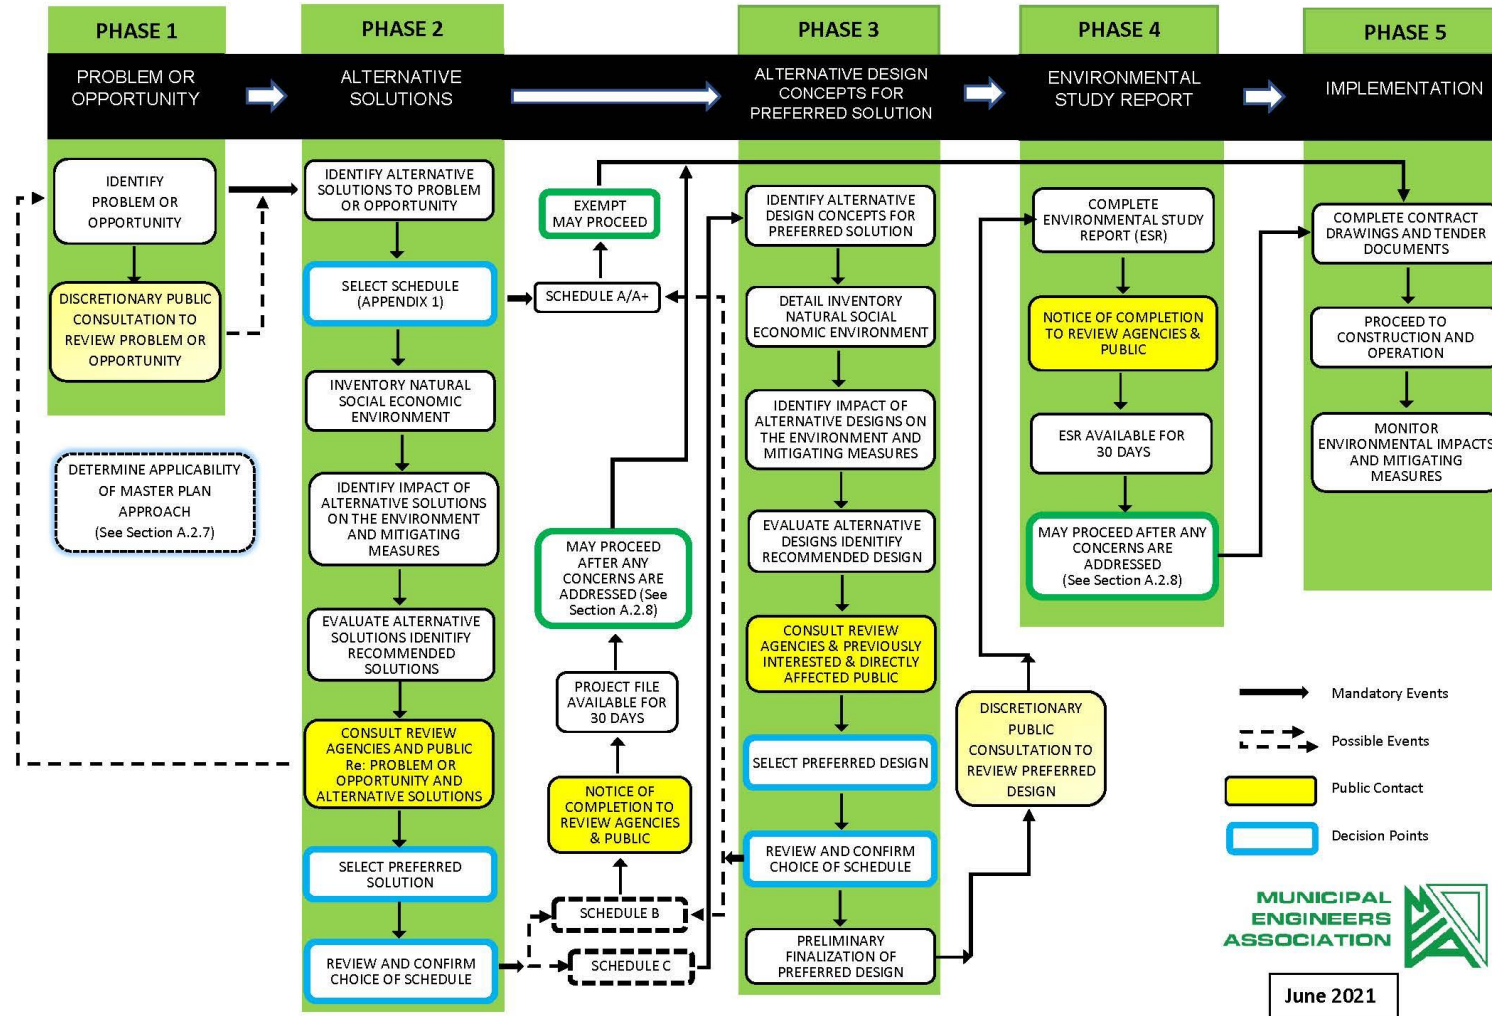 PHASE 1
PHASE 2
PHASE 3
PHASE 4
PHASE 5
PROBLEM OR
OPPORTUNITY
ALTERNATIVE
SOLUTIONS
ALTERNATIVE DESIGN
CONCEPTS FOR
PREFERRED SOLUTION
ENVIRONMENTAL
STUDY REPORT
IMPLEMENTATION
IDENTIFY
PROBLEM OR
OPPORTUNITY
DISCRETIONARY PUBLIC
CONSULTATION TO
REVIEW PROBLEM OR
OPPORTUNITY
DETERMINE APPLICABILITY
OF MASTER PLAN
APPROACH
(See Section A.2.7)
IDENTIFY ALTERNATIVE
SOLUTIONS TO PROBLEM
OR OPPORTUNITY
SELECT SCHEDULE
(APPENDIX 1)
INVENTORY NATURAL
SOCIAL ECONOMIC
ENVIRONMENT
IDENTIFY IMPACT OF
ALTERNATIVE SOLUTIONS
ON THE ENVIRONMENT
AND MITIGATING
MEASURES
EVALUATE ALTERNATIVE
SOLUTIONS IDENITIFY
RECOMMENDED
SOLUTIONS
CONSULT REVIEW
AGENCIES AND PUBLIC
Re: PROBLEM OR
OPPORTUNITY AND
ALTERNATIVE SOLUTIONS
SELECT PREFERRED
SOLUTION
REVIEW AND CONFIRM
CHOICE OF SCHEDULE
EXEMPT
MAY PROCEED
SCHEDULE A/A+
MAY PROCEED
AFTER ANY
CONCERNS ARE
ADDRESSED (See
Section A.2.8)
PROJECT FILE
AVAILABLE FOR
30 DAYS
NOTICE OF
COMPLETION TO
REVIEW AGENCIES
& PUBLIC
SCHEDULE B
SCHEDULE C
IDENTIFY ALTERNATIVE
DESIGN CONCEPTS FOR
PREFERRED SOLUTION
DETAIL INVENTORY
NATURAL SOCIAL
ECONOMIC ENVIRONMENT
IDENTIFY IMPACT OF
ALTERNATIVE DESIGNS ON
THE ENVIRONMENT AND
MITIGATING MEASURES
EVALUATE ALTERNATIVE
DESIGNS IDENTIFY
RECOMMENDED DESIGN
CONSULT REVIEW
AGENCIES & PREVIOUSLY
INTERESTED & DIRECTLY
AFFECTED PUBLIC
SELECT PREFERRED DESIGN
REVIEW AND CONFIRM
CHOICE OF SCHEDULE
PRELIMINARY
FINALIZATION OF
PREFERRED DESIGN
DISCRETIONARY
PUBLIC
CONSULTATION TO
REVIEW PREFERRED
DESIGN
COMPLETE
ENVIRONMENTAL STUDY
REPORT (ESR)
NOTICE OF COMPLETION
TO REVIEW AGENCIES &
PUBLIC
ESR AVAILABLE FOR
30 DAYS
MAY PROCEED AFTER ANY
CONCERNS ARE
ADDRESSED
(See Section A.2.8)
COMPLETE CONTRACT
DRAWINGS AND TENDER
DOCUMENTS
PROCEED TO
CONSTRUCTION AND
OPERATION
MONITOR
ENVIRONMENTAL IMPACTS
AND MITIGATING
MEASURES
Mandatory Events
Possible Events
Public Contact
Decision Points
MUNICIPAL
ENGINEERS
ASSOCIATION
June 2021